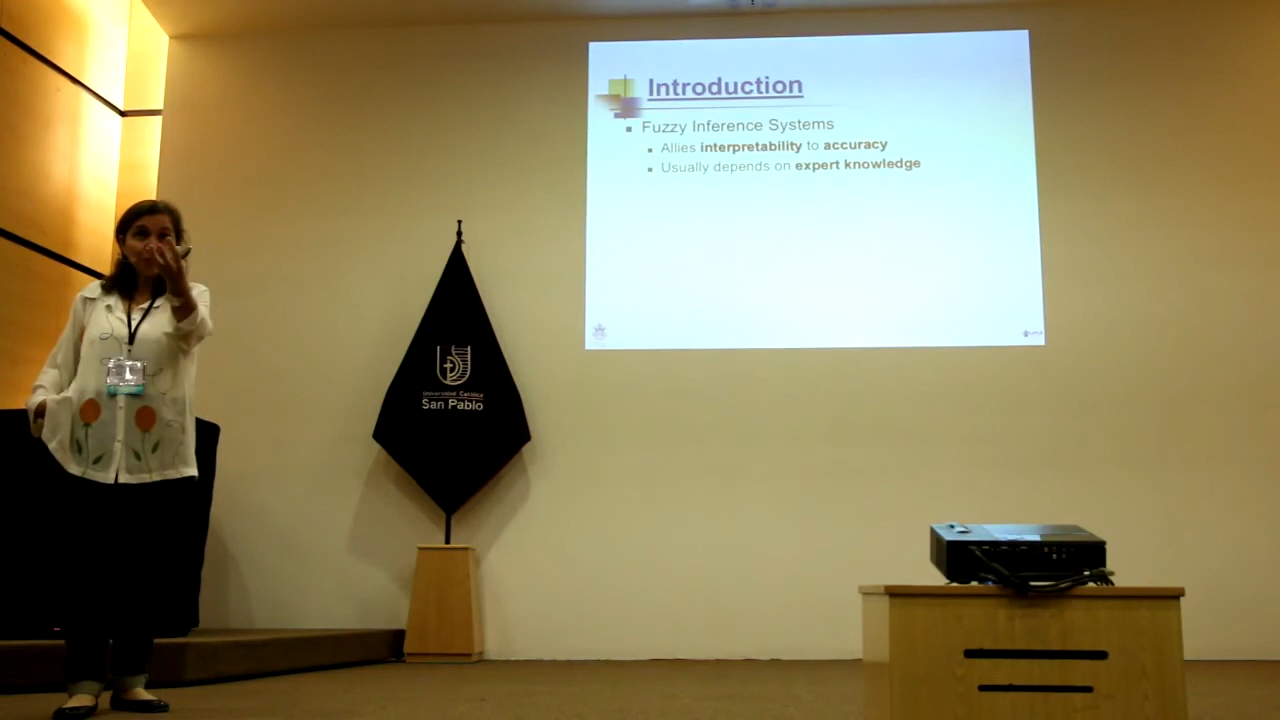 Introduction
Fuzzy Inference Systems
Allies interpretability to accuracy
Usually depends on expert knowledge
Universidad Católica
San Pablo